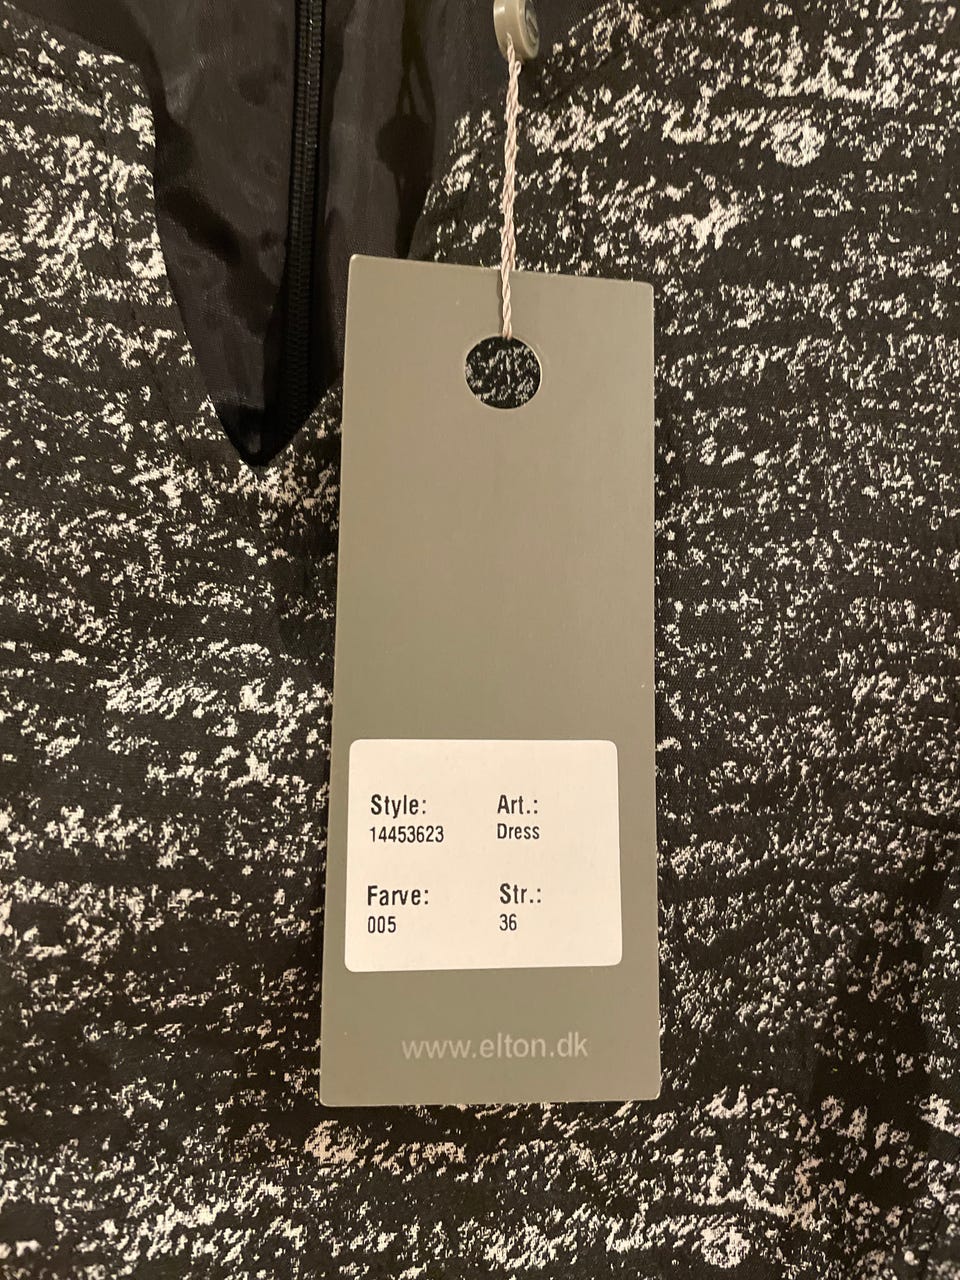 Style: Art.:
14453623 Dress
Farve: Str.:
005 36
www.elton.dk